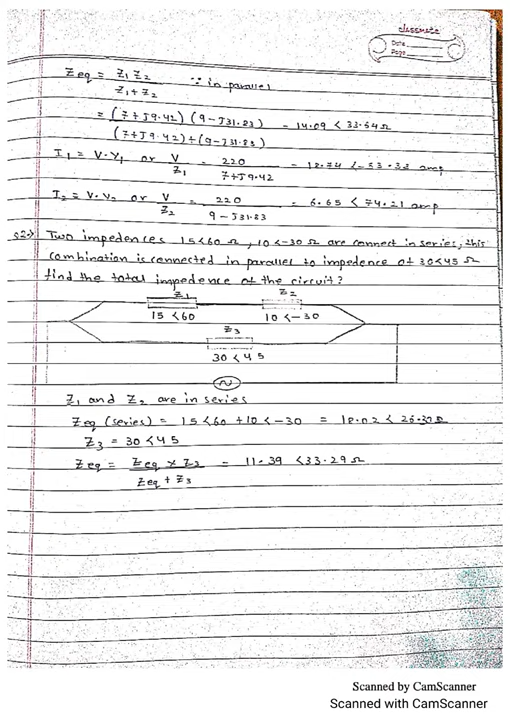 classmate
Date
Page
Zeq = Z1 Z2 / Z1 + Z2 ∵ in parallel
= (7+J9.42) (9-J31.83) / (7+J9.42)+(9-J31.83) = 14.09 < 33.54 Ω
I1 = V.Y1 or V/Z1 = 220 / 7+J9.42 = 18.74 <-53.33 amp
I2 = V.Y2 or V/Z2 = 220 / 9-J31.83 = 6.65 < 74.21 amp
Q2.) Two impedences 15<60 Ω, 10<-30 Ω are connect in series, this
combination is connected in parallel to impedence of 30<45 Ω
find the total impedence of the circuit?
Z1 Z2
15 <60 10 <-30
Z3
30 <45
Z1 and Z2 are in series
Zeq (series) = 15<60 +10 <-30 = 18.02 < 26.30 Ω
Z3 = 30 <45
Zeq = Zeq x Z2 / Zeq + Z3 = 11.39 <33.29 Ω
Scanned by CamScanner
Scanned with CamScanner